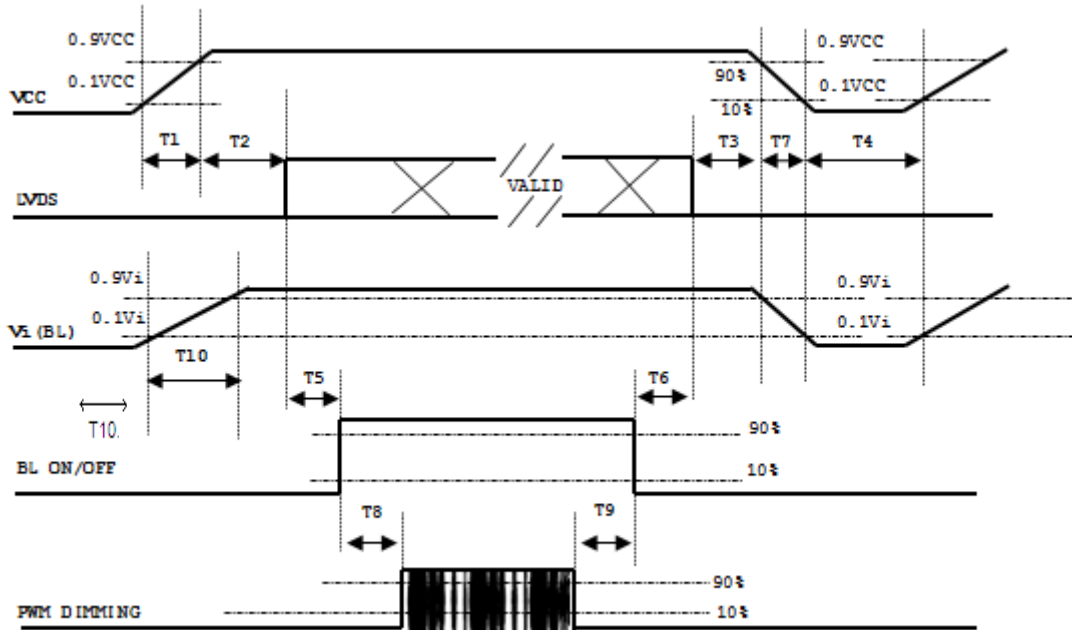 0.9VCC
0.9VCC
0.1VCC
90%
0.1VCC
VCC
10%
T1
T2
T3
T7
T4
VALID
LVDS
0.9Vi
0.9Vi
0.1Vi
0.1Vi
Vi(BL)
T10
T5
T6
T10.
90%
BL ON/OFF
10%
T8
T9
90%
PWM DIMMING
10%